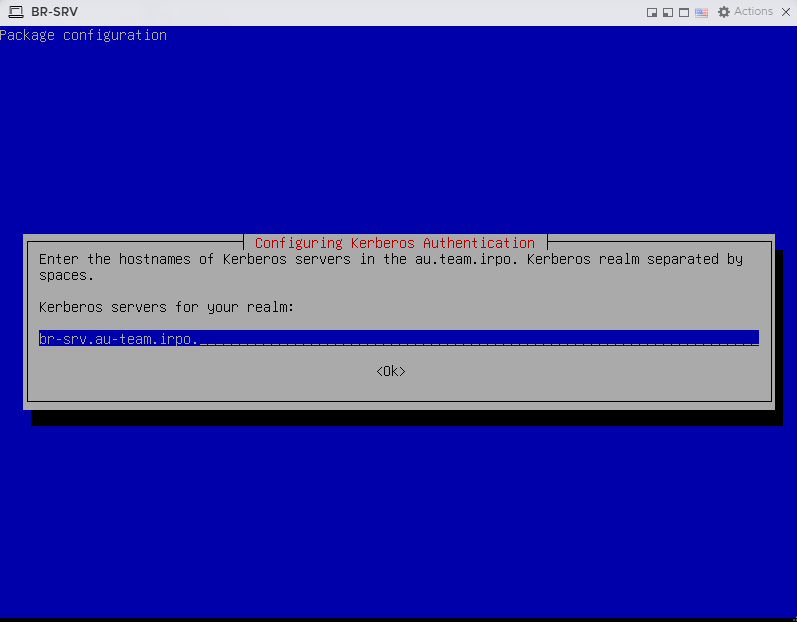 BR-SRV
Actions
Package configuration
Configuring Kerberos Authentication
Enter the hostnames of Kerberos servers in the au.team.irpo. Kerberos realm separated by
spaces.
Kerberos servers for your realm:
br-srv.au-team.irpo.
<Ok>